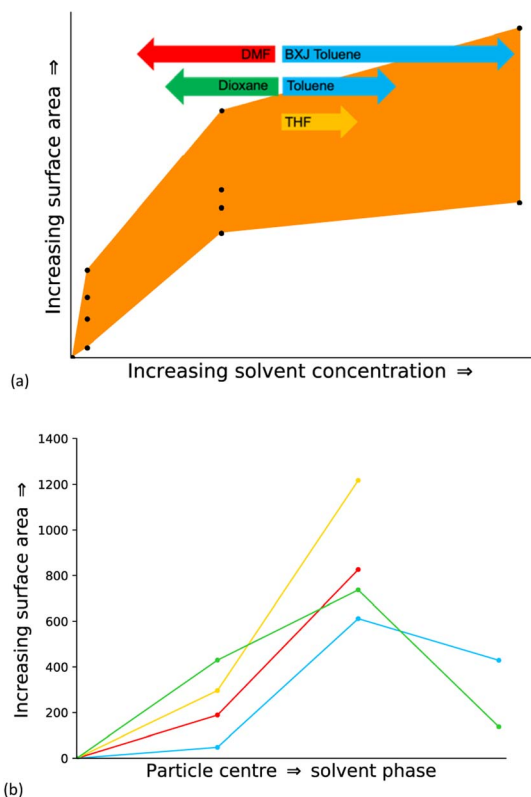 Increasing surface area ⇒
DMF
BXJ Toluene
Dioxane
Toluene
THF
Increasing solvent concentration ⇒
(a)
Increasing surface area ⇒
1400
1200
1000
800
600
400
200
0
Particle centre ⇒ solvent phase
(b)